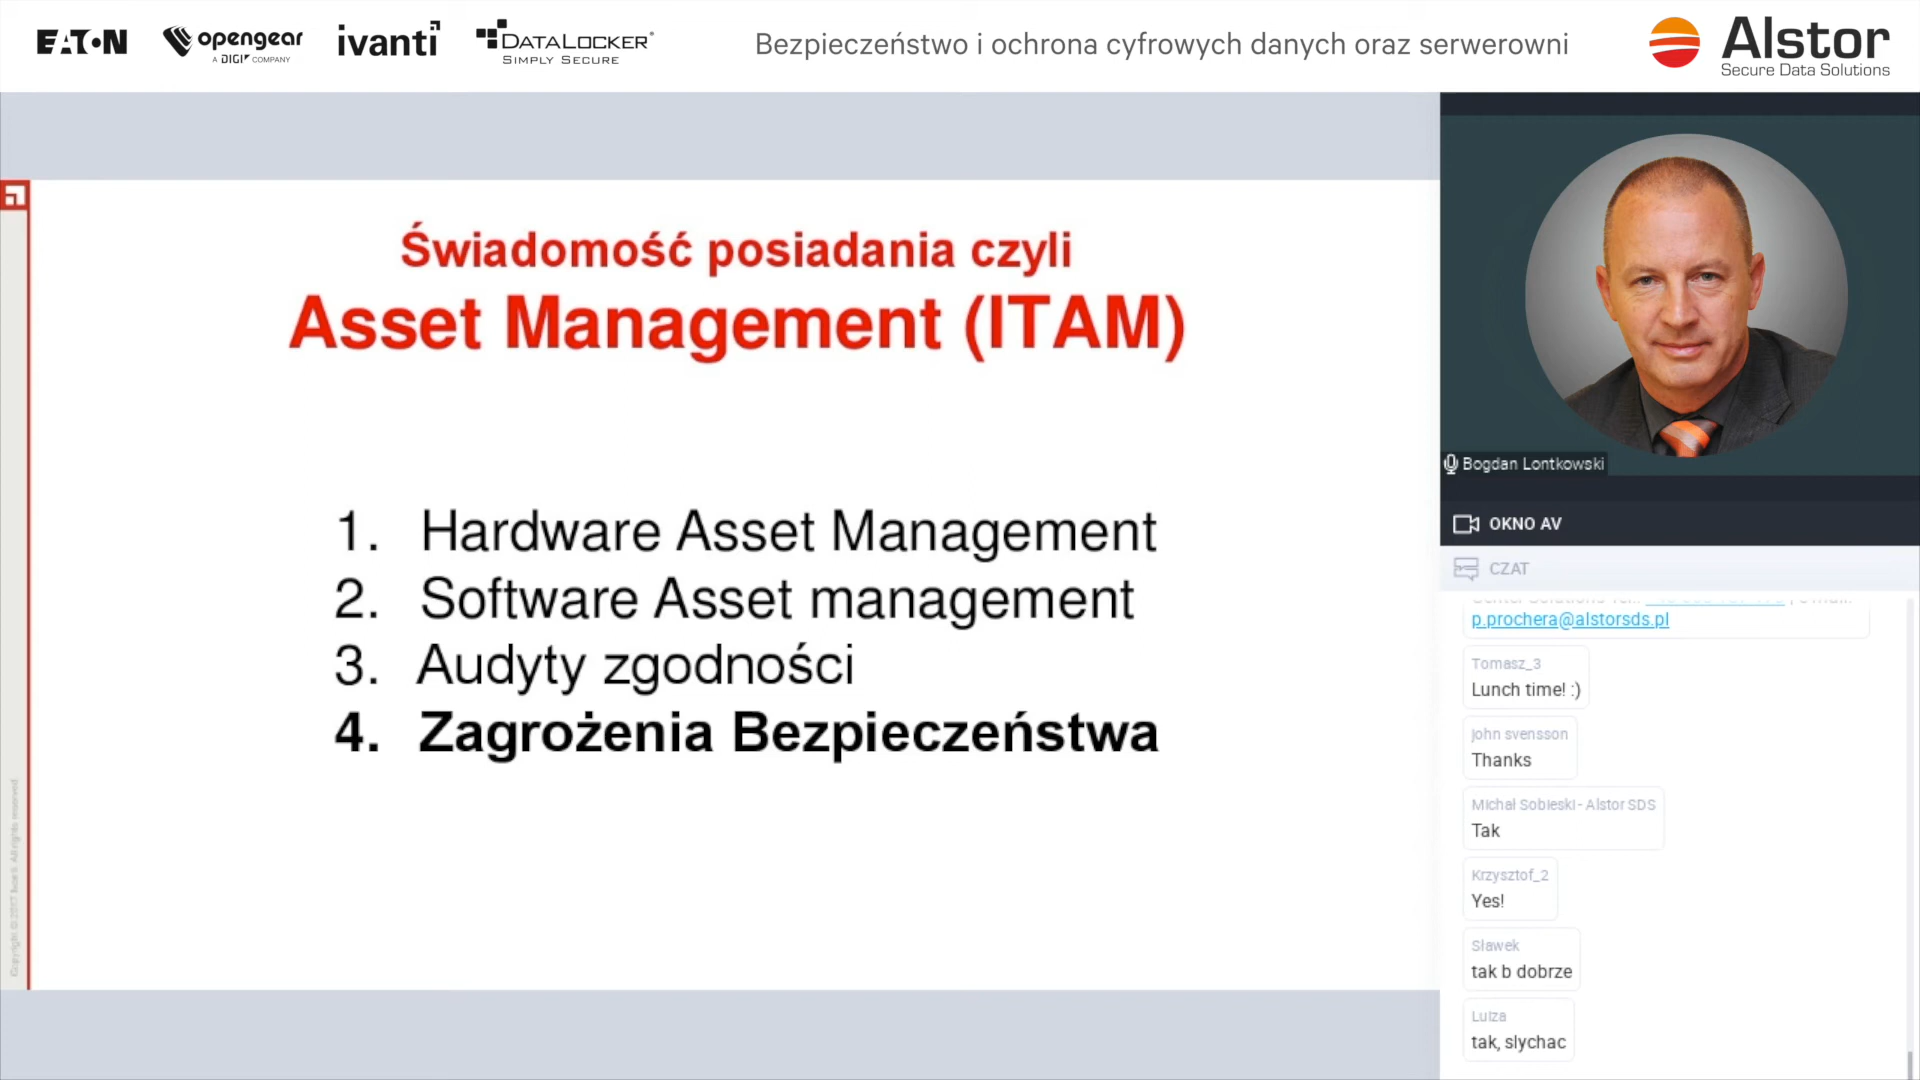 EATON
opengear
A DIGI COMPANY
ivanti
DATALOCKER
SIMPLY SECURE
Bezpieczeństwo i ochrona cyfrowych danych oraz serwerowni
Alstor
Secure Data Solutions
Świadomość posiadania czyli
Asset Management (ITAM)
1. Hardware Asset Management
2. Software Asset management
3. Audyty zgodności
4. Zagrożenia Bezpieczeństwa
Bogdan Lontkowski
OKNO AV
CZAT
p.prochera@alstorsds.pl
Tomasz_3
Lunch time! :)
john svensson
Thanks
Michał Sobieski - Alstor SDS
Tak
Krzysztof_2
Yes!
Sławek
tak b dobrze
Luiza
tak, slychac